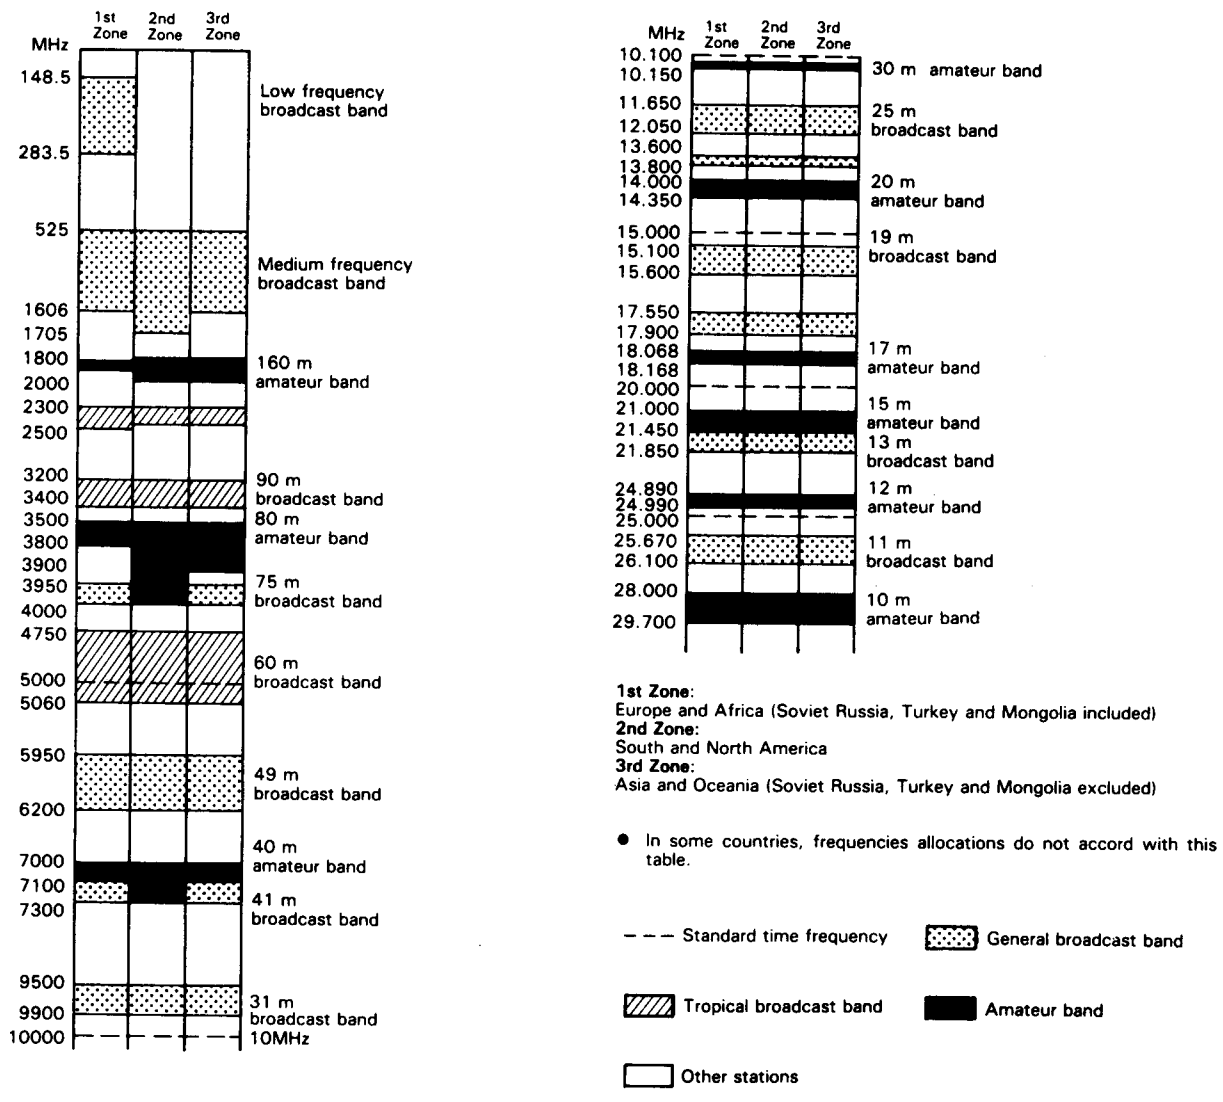 1st 2nd 3rd
Zone Zone Zone
MHz
148.5
Low frequency
broadcast band
283.5
525
Medium frequency
broadcast band
1606
1705
1800
160 m
amateur band
2000
2300
2500
3200
90 m
broadcast band
3400
3500
80 m
amateur band
3800
3900
3950
75 m
broadcast band
4000
4750
60 m
broadcast band
5000
5060
5950
49 m
broadcast band
6200
40 m
amateur band
7000
7100
41 m
broadcast band
7300
9500
31 m
broadcast band
9900
10000
10MHz
1st 2nd 3rd
Zone Zone Zone
MHz
10.100
10.150
30 m amateur band
11.650
25 m
broadcast band
12.050
13.600
13.800
14.000
20 m
amateur band
14.350
15.000
19 m
broadcast band
15.100
15.600
17.550
17.900
18.068
17 m
amateur band
18.168
20.000
21.000
15 m
amateur band
21.450
13 m
broadcast band
21.850
24.890
12 m
amateur band
24.990
25.000
25.670
11 m
broadcast band
26.100
28.000
10 m
amateur band
29.700
1st Zone:
Europe and Africa (Soviet Russia, Turkey and Mongolia included)
2nd Zone:
South and North America
3rd Zone:
Asia and Oceania (Soviet Russia, Turkey and Mongolia excluded)
● In some countries, frequencies allocations do not accord with this
table.
Standard time frequency
General broadcast band
Tropical broadcast band
Amateur band
Other stations